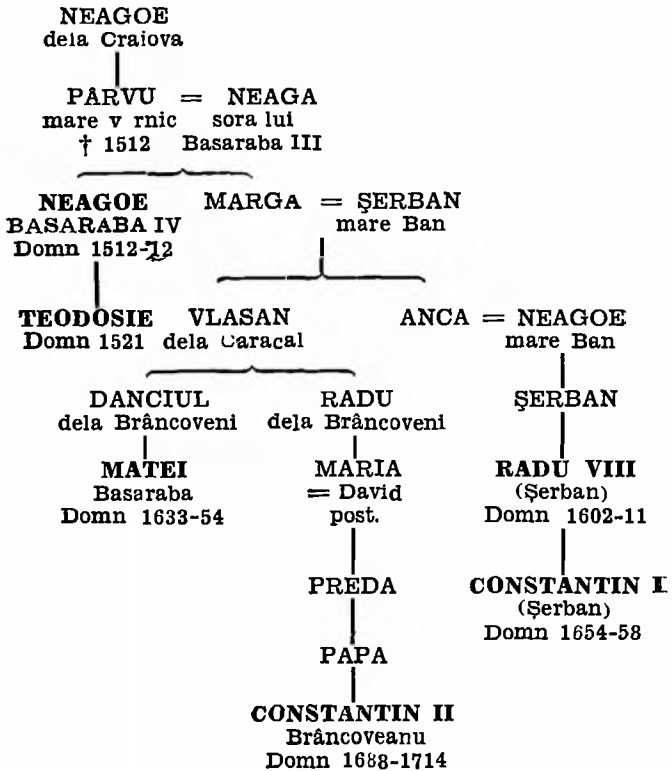 NEAGOE
dela Craiova
PÂRVU = NEAGA
mare v rnic sora lui
† 1512 Basaraba III
NEAGOE MARGA = ŞERBAN
BASARABA IV mare Ban
Domn 1512-12
TEODOSIE VLASAN ANCA = NEAGOE
Domn 1521 dela Caracal mare Ban
DANCIUL RADU ŞERBAN
dela Brâncoveni dela Brâncoveni
MATEI MARIA RADU VIII
Basaraba = David (Şerban)
Domn 1633-54 post. Domn 1602-11
PREDA CONSTANTIN I
(Şerban)
Domn 1654-58
PAPA
CONSTANTIN II
Brâncoveanu
Domn 1688-1714